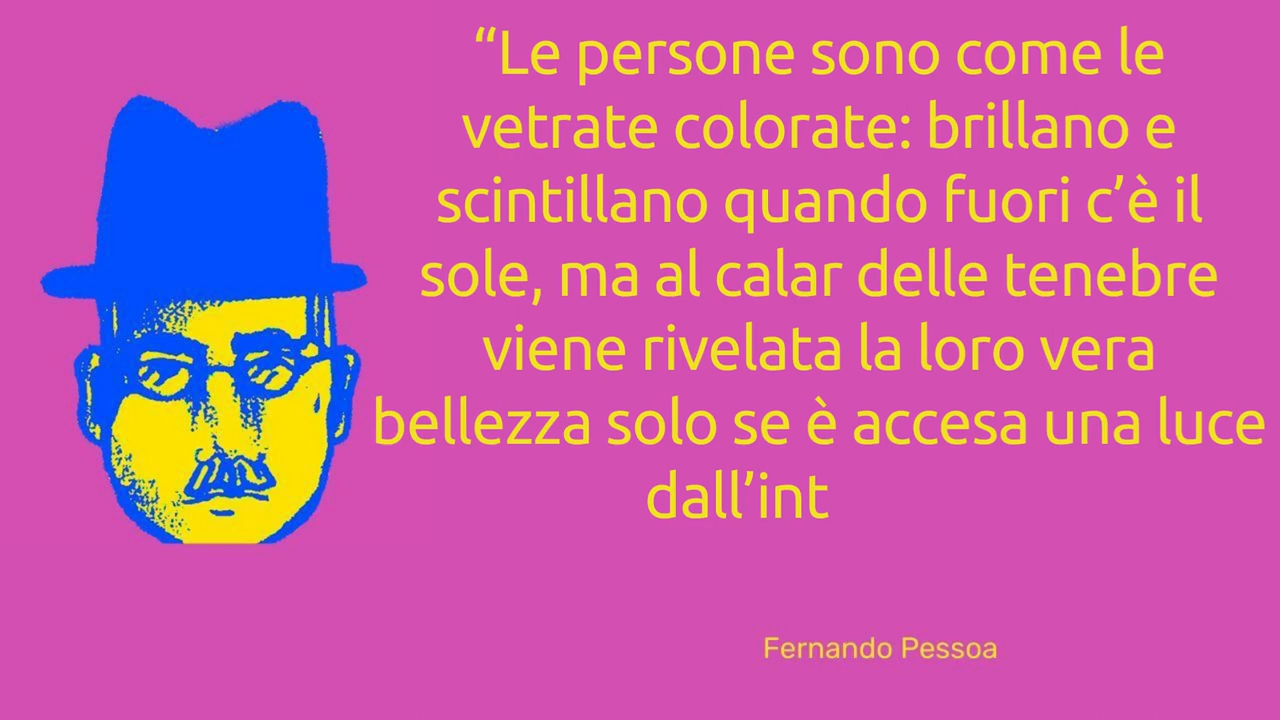 “Le persone sono come le
vetrate colorate: brillano e
scintillano quando fuori c’è il
sole, ma al calar delle tenebre
viene rivelata la loro vera
bellezza solo se è accesa una luce
dall’int
Fernando Pessoa